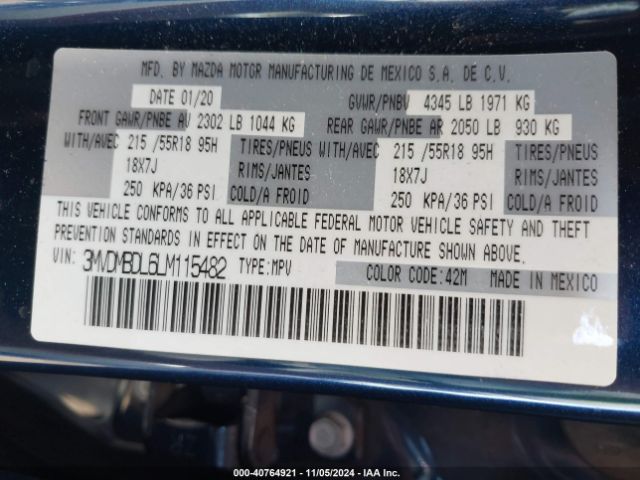 MFD. BY MAZDA MOTOR MANUFACTURING DE MEXICO S.A. DE C.V.
DATE 01/20 GVWR/PNBV 4345 LB 1971 KG
FRONT GAWR/PNBE AV 2302 LB 1044 KG REAR GAWR/PNBE AR 2050 LB 930 KG
WITH/AVEC 215 /55R18 95H TIRES/PNEUS WITH/AVEC 215 /55R18 95H TIRES/PNEUS
18X7J RIMS/JANTES 18X7J RIMS/JANTES
250 KPA/36 PSI COLD/A FROID 250 KPA/36 PSI COLD/A FROID
THIS VEHICLE CONFORMS TO ALL APPLICABLE FEDERAL MOTOR VEHICLE SAFETY AND THEFT
PREVENTION STANDARDS IN EFFECT ON THE DATE OF MANUFACTURE SHOWN ABOVE.
VIN: 3MVDMBDL6LM115482 TYPE:MPV COLOR CODE:42M MADE IN MEXICO
000-40764921 - 11/05/2024 - IAAI.COM